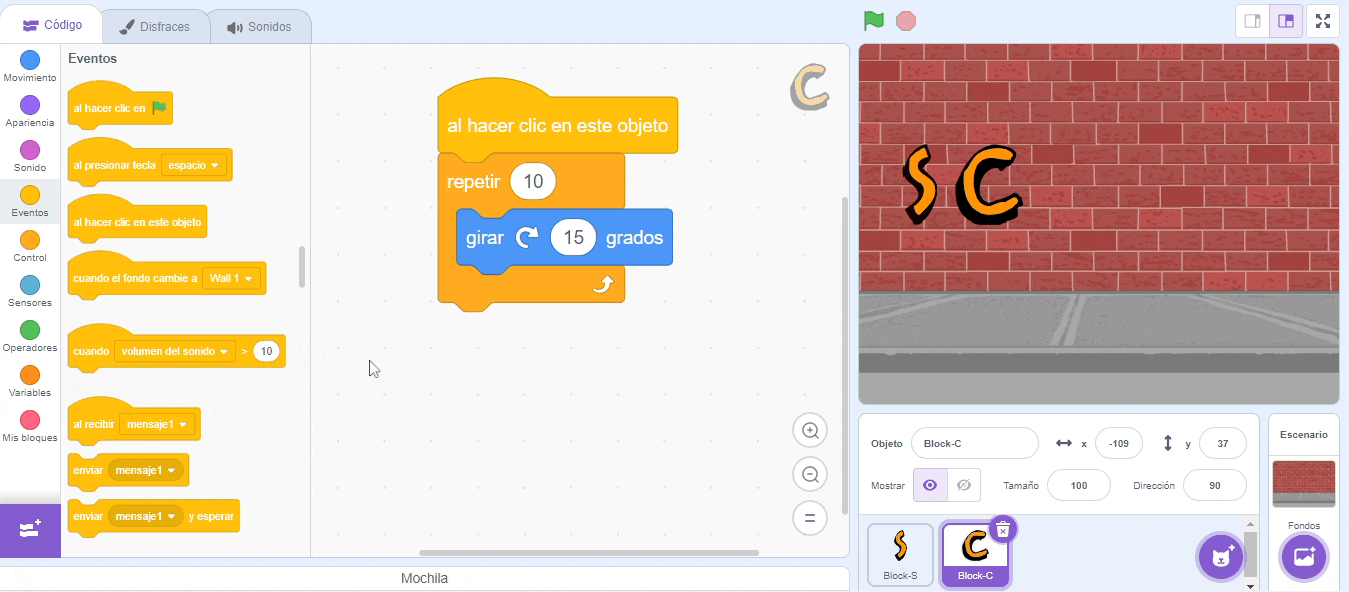 Código
Disfraces
Sonidos
Movimiento
Apariencia
Sonido
Eventos
Control
Sensores
Operadores
Variables
Mis bloques
Eventos
al hacer clic en
al presionar tecla espacio
al hacer clic en este objeto
cuando el fondo cambie a Wall 1
cuando volumen del sonido > 10
al recibir mensaje1
enviar mensaje1
enviar mensaje1 y esperar
al hacer clic en este objeto
repetir 10
girar 15 grados
C
S C
Mochila
Objeto Block-C x -109 y 37
Mostrar Tamaño 100 Dirección 90
S
Block-S
C
Block-C
Escenario
Fondos